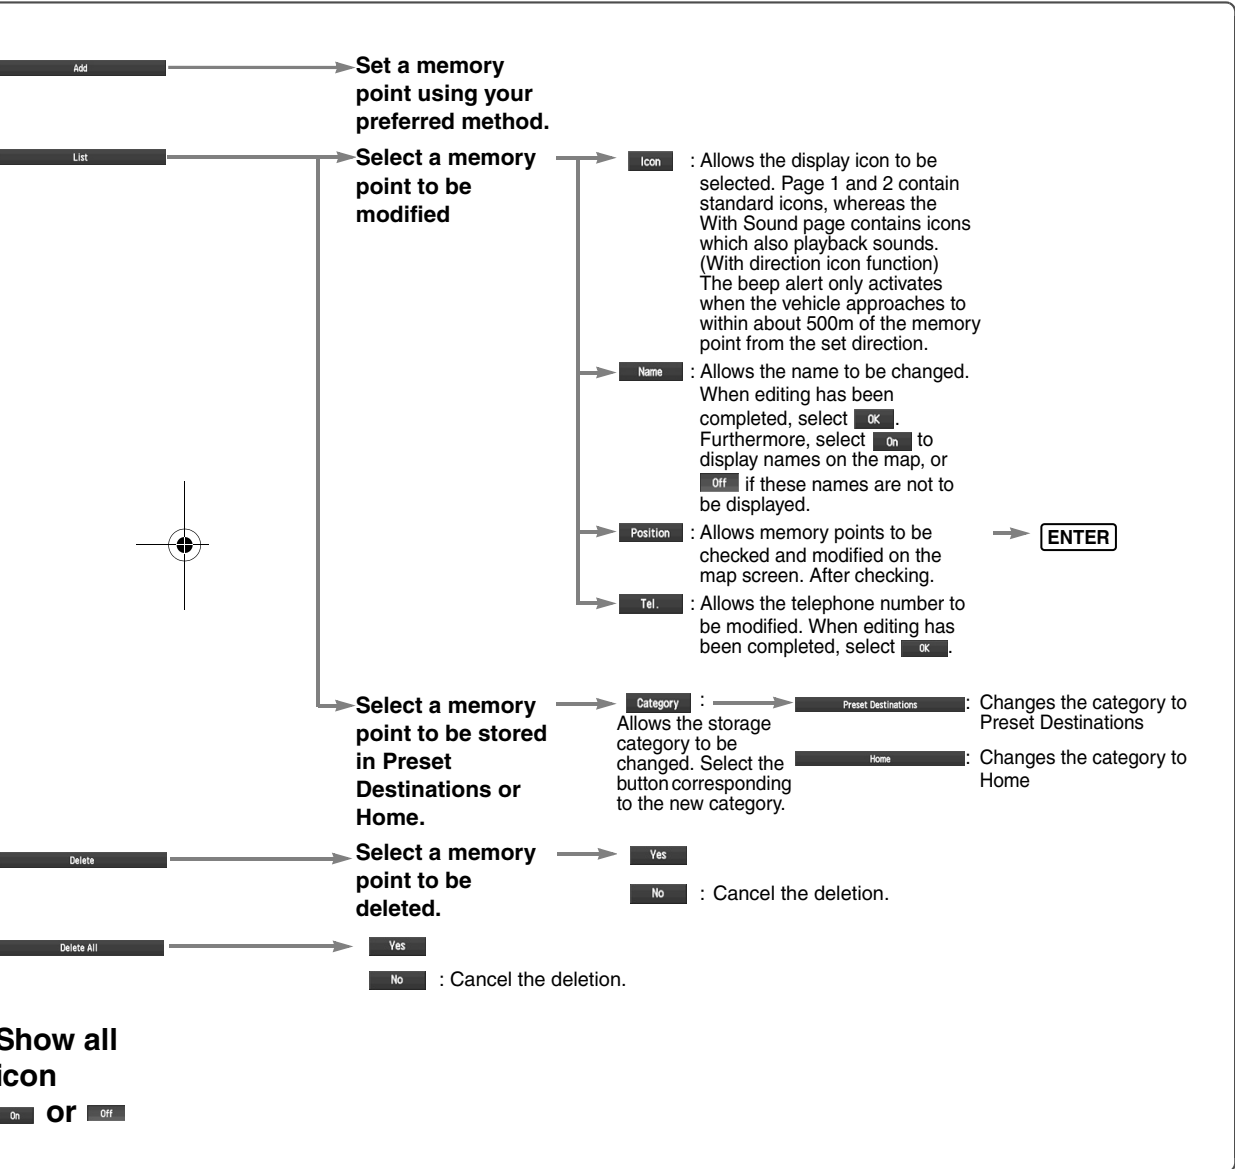 Add
Set a memory
point using your
preferred method.
List
Select a memory
point to be
modified
Icon : Allows the display icon to be
selected. Page 1 and 2 contain
standard icons, whereas the
With Sound page contains icons
which also playback sounds.
(With direction icon function)
The beep alert only activates
when the vehicle approaches to
within about 500m of the memory
point from the set direction.
Name : Allows the name to be changed.
When editing has been
completed, select OK .
Furthermore, select On to
display names on the map, or
Off if these names are not to
be displayed.
Position : Allows memory points to be
checked and modified on the
map screen. After checking.
ENTER
Tel. : Allows the telephone number to
be modified. When editing has
been completed, select OK .
Select a memory
point to be stored
in Preset
Destinations or
Home.
Category :
Allows the storage
category to be
changed. Select the
button corresponding
to the new category.
Preset Destinations : Changes the category to
Preset Destinations
Home : Changes the category to
Home
Delete
Select a memory
point to be
deleted.
Yes
No : Cancel the deletion.
Delete All
Yes
No : Cancel the deletion.
Show all
icon
On or Off